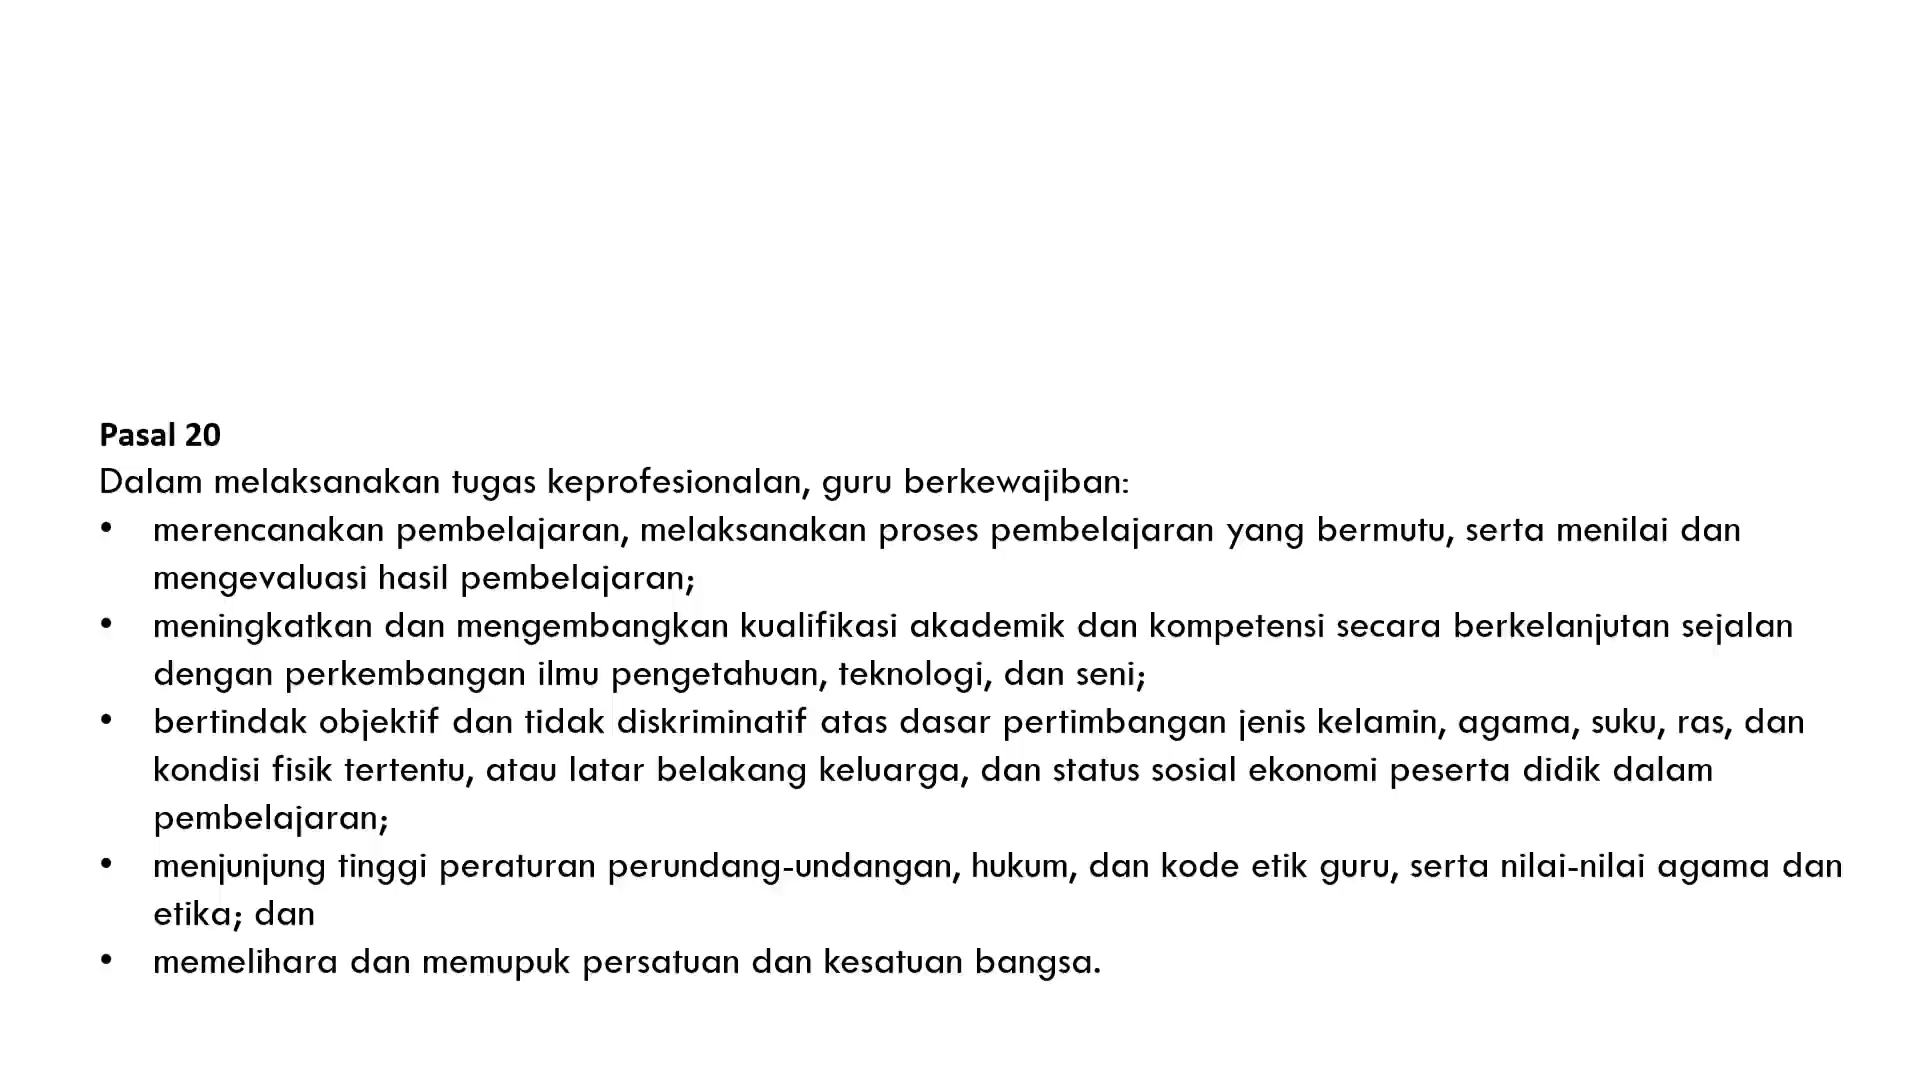 Pasal 20
Dalam melaksanakan tugas keprofesionalan, guru berkewajiban:
• merencanakan pembelajaran, melaksanakan proses pembelajaran yang bermutu, serta menilai dan
mengevaluasi hasil pembelajaran;
• meningkatkan dan mengembangkan kualifikasi akademik dan kompetensi secara berkelanjutan sejalan
dengan perkembangan ilmu pengetahuan, teknologi, dan seni;
• bertindak objektif dan tidak diskriminatif atas dasar pertimbangan jenis kelamin, agama, suku, ras, dan
kondisi fisik tertentu, atau latar belakang keluarga, dan status sosial ekonomi peserta didik dalam
pembelajaran;
• menjunjung tinggi peraturan perundang-undangan, hukum, dan kode etik guru, serta nilai-nilai agama dan
etika; dan
• memelihara dan memupuk persatuan dan kesatuan bangsa.